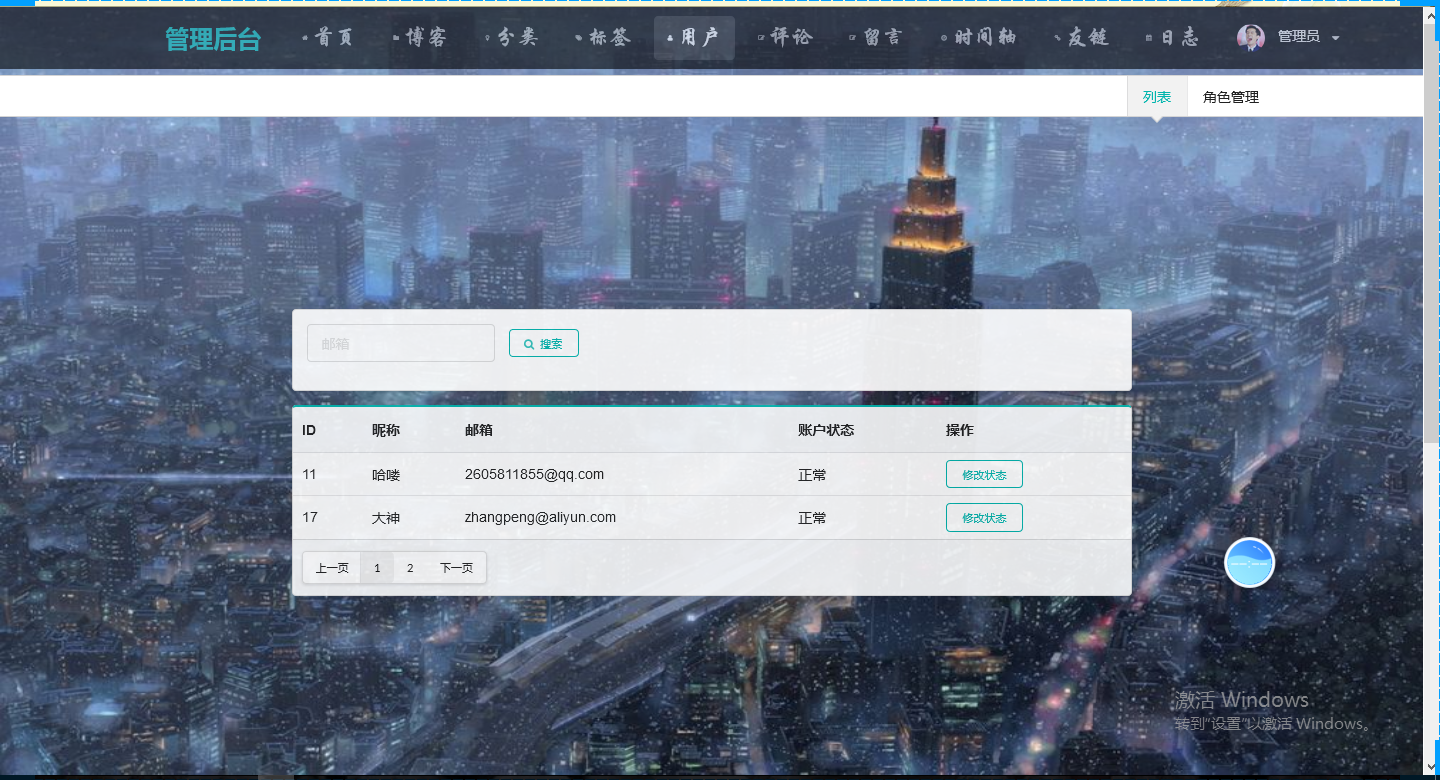 管理后台 首页 博客 分类 标签 用户 评论 留言 时间轴 友链 日志 管理员
列表 角色管理
邮箱 搜索
ID 昵称 邮箱 账户状态 操作
11 哈喽 2605811855@qq.com 正常 修改状态
17 大神 zhangpeng@aliyun.com 正常 修改状态
上一页 1 2 下一页
激活 Windows
转到"设置"以激活 Windows。